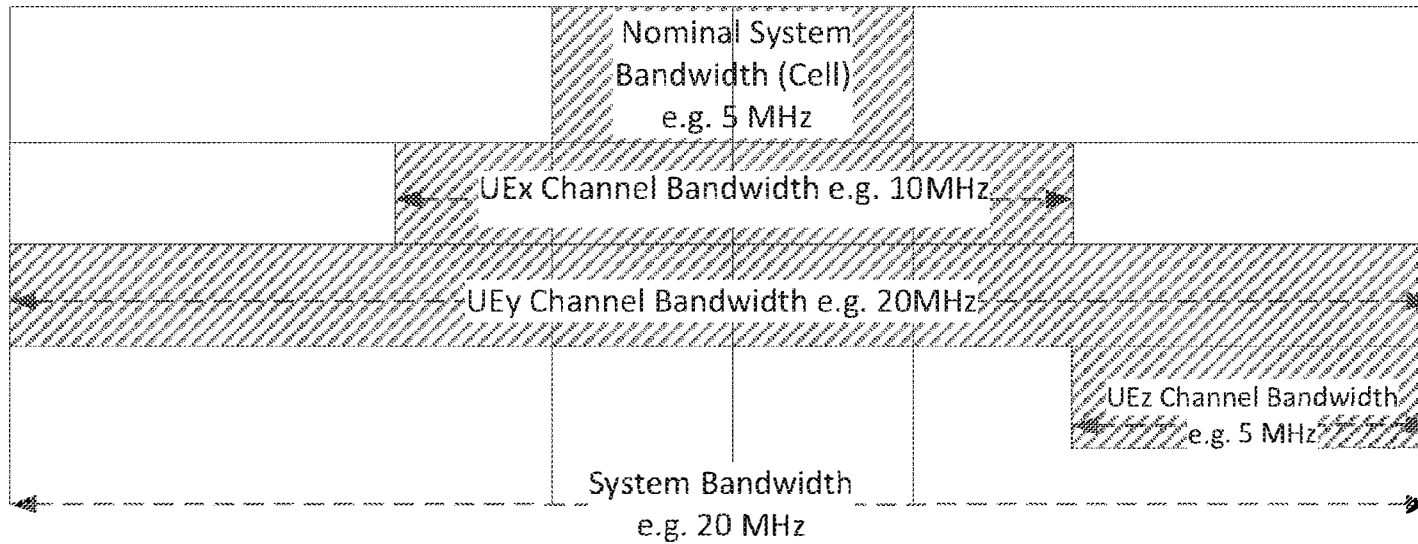 Nominal System
Bandwidth (Cell)
e.g. 5 MHz
UEx Channel Bandwidth e.g. 10MHz
UEy Channel Bandwidth e.g. 20MHz
UEz Channel Bandwidth
e.g. 5 MHz
System Bandwidth
e.g. 20 MHz